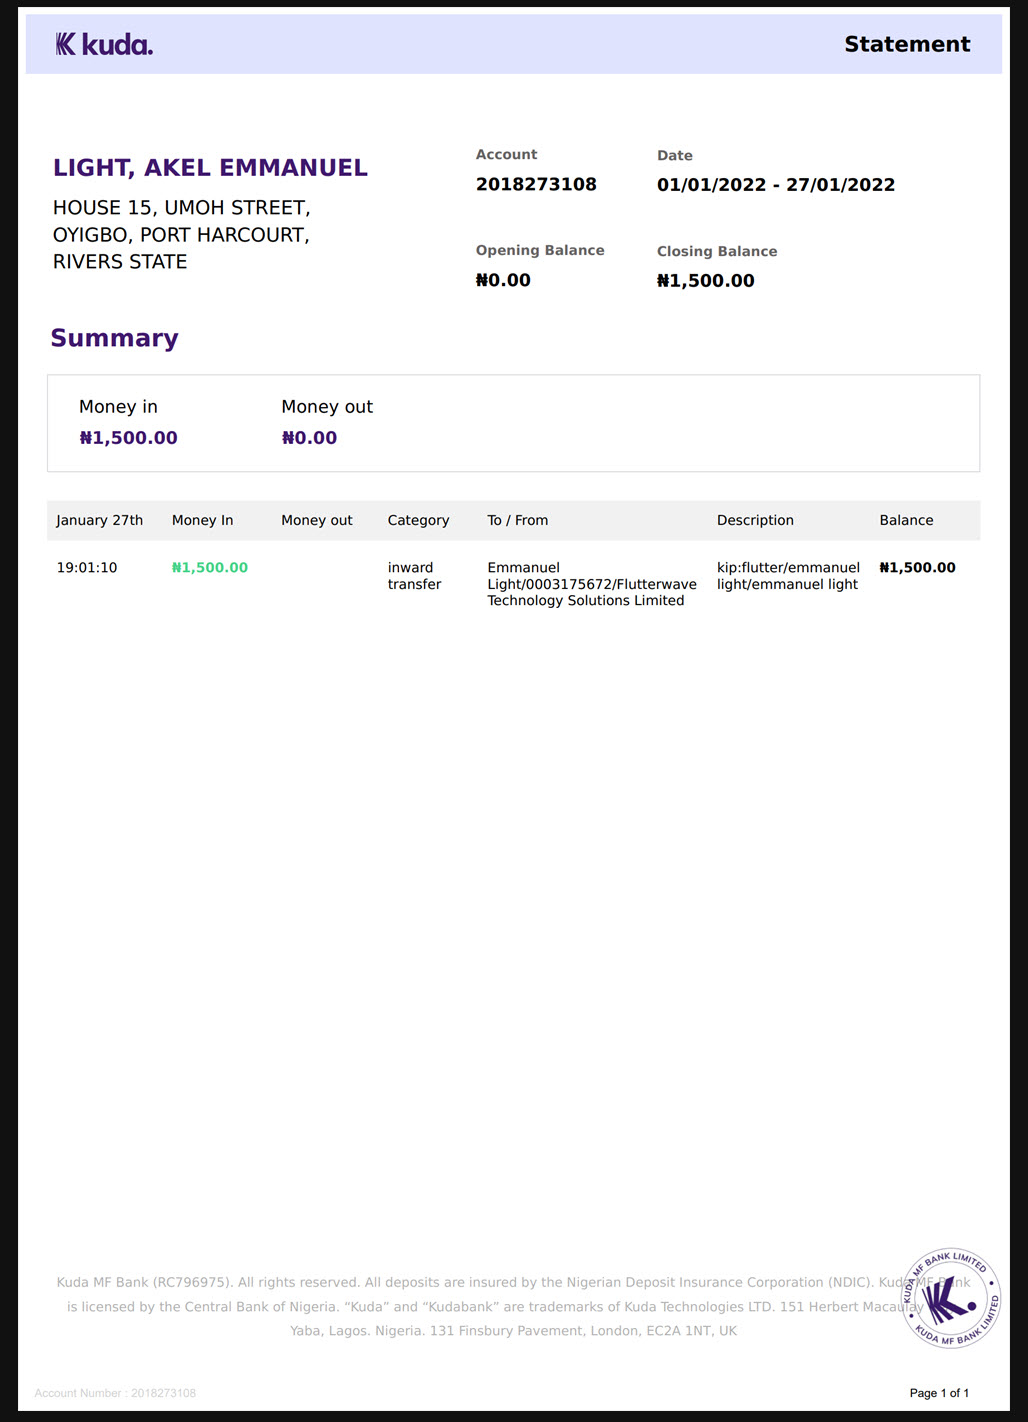 kuda.
Statement
LIGHT, AKEL EMMANUEL
HOUSE 15, UMOH STREET,
OYIGBO, PORT HARCOURT,
RIVERS STATE
Account
2018273108
Date
01/01/2022 - 27/01/2022
Opening Balance
₦0.00
Closing Balance
₦1,500.00
Summary
Money in
₦1,500.00
Money out
₦0.00
January 27th Money In Money out Category To / From Description Balance
19:01:10 ₦1,500.00 inward Emmanuel kip:flutter/emmanuel ₦1,500.00
transfer Light/0003175672/Flutterwave light/emmanuel light
Technology Solutions Limited
Kuda MF Bank (RC796975). All rights reserved. All deposits are insured by the Nigerian Deposit Insurance Corporation (NDIC). Kuda MF Bank
is licensed by the Central Bank of Nigeria. “Kuda” and “Kudabank” are trademarks of Kuda Technologies LTD. 151 Herbert Macaulay
Yaba, Lagos. Nigeria. 131 Finsbury Pavement, London, EC2A 1NT, UK
KUDA MF BANK LIMITED
KUDA MF BANK LIMITED
Account Number : 2018273108
Page 1 of 1